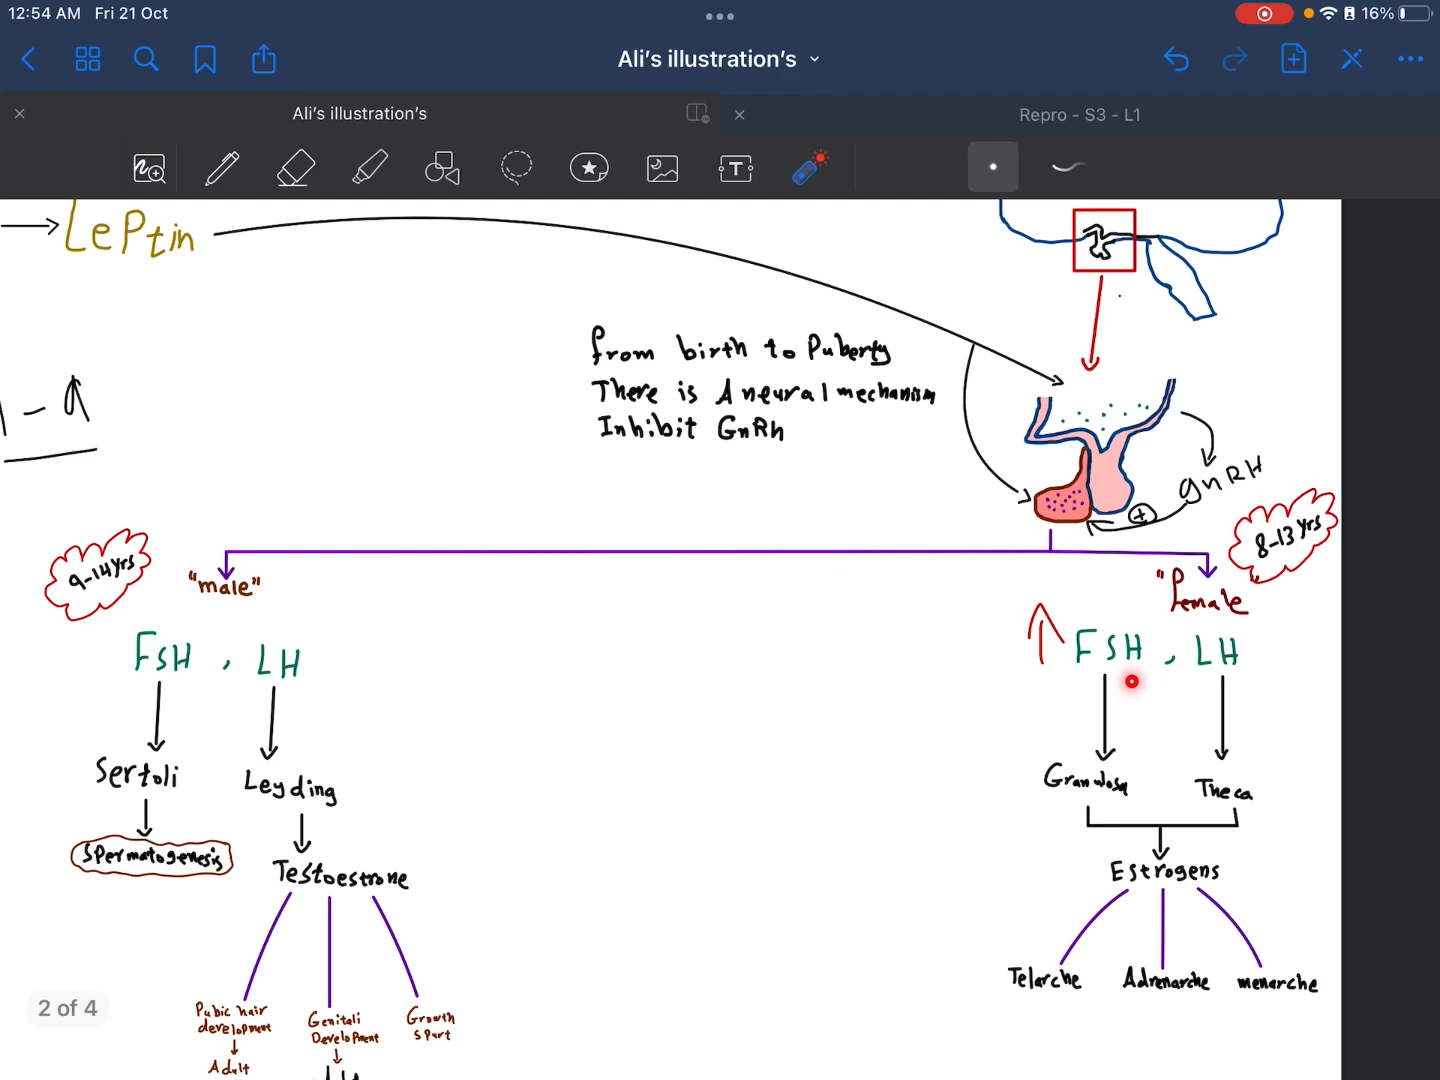 12:54 AM Fri 21 Oct
16%
Ali's illustration's
Ali's illustration's
Repro - S3 - L1
LePtin
from birth to Puberty
There is A neural mechanism
Inhibit GnRh
gnRH
+
9-14 yrs
"male"
8-13 yrs
"Female
FSH , LH
FSH , LH
Sertoli
Leyding
Granulosa
Theca
Spermatogenesis
Testoestrone
Estrogens
Telarche
Adrenarche
menarche
Pubic hair
development
Adult
Genitali
DeveloPment
Growth
SPurt
2 of 4